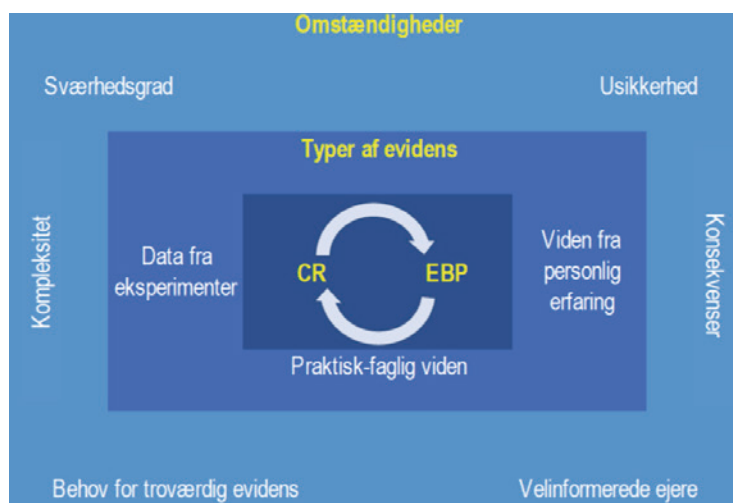 Omstændigheder
Sværhedsgrad
Usikkerhed
Typer af evidens
Kompleksitet
Data fra
eksperimenter
CR
EBP
Viden fra
personlig
erfaring
Konsekvenser
Praktisk-faglig viden
Behov for troværdig evidens
Velinformerede ejere